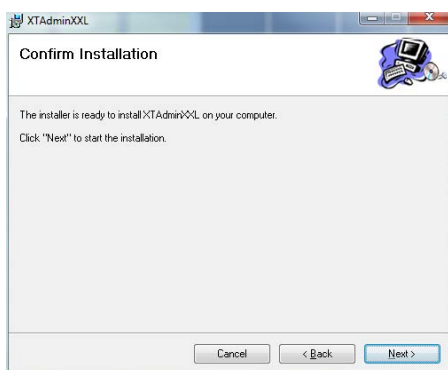 XTAdminXXL
Confirm Installation
The installer is ready to install XTAdminXXL on your computer.
Click "Next" to start the installation.
Cancel
< Back
Next >